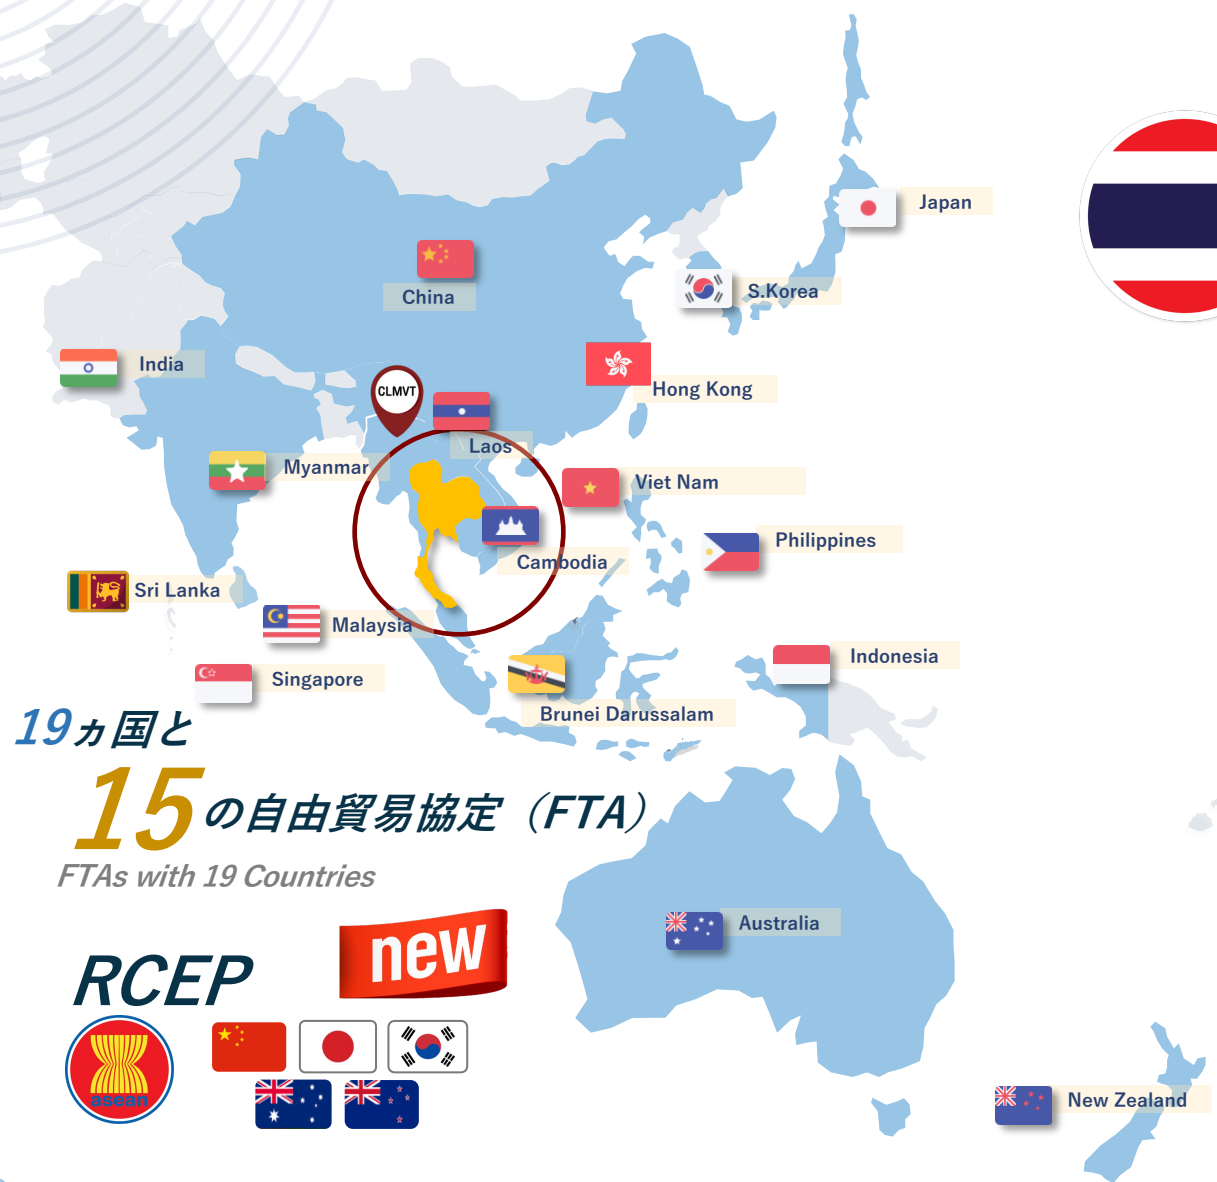 Japan
China
S.Korea
India
CLMVT
Hong Kong
Laos
Myanmar
Viet Nam
Philippines
Cambodia
Sri Lanka
Malaysia
Indonesia
Singapore
Brunei Darussalam
19ヵ国と
15の自由貿易協定（FTA）
FTAs with 19 Countries
Australia
new
RCEP
asean
New Zealand